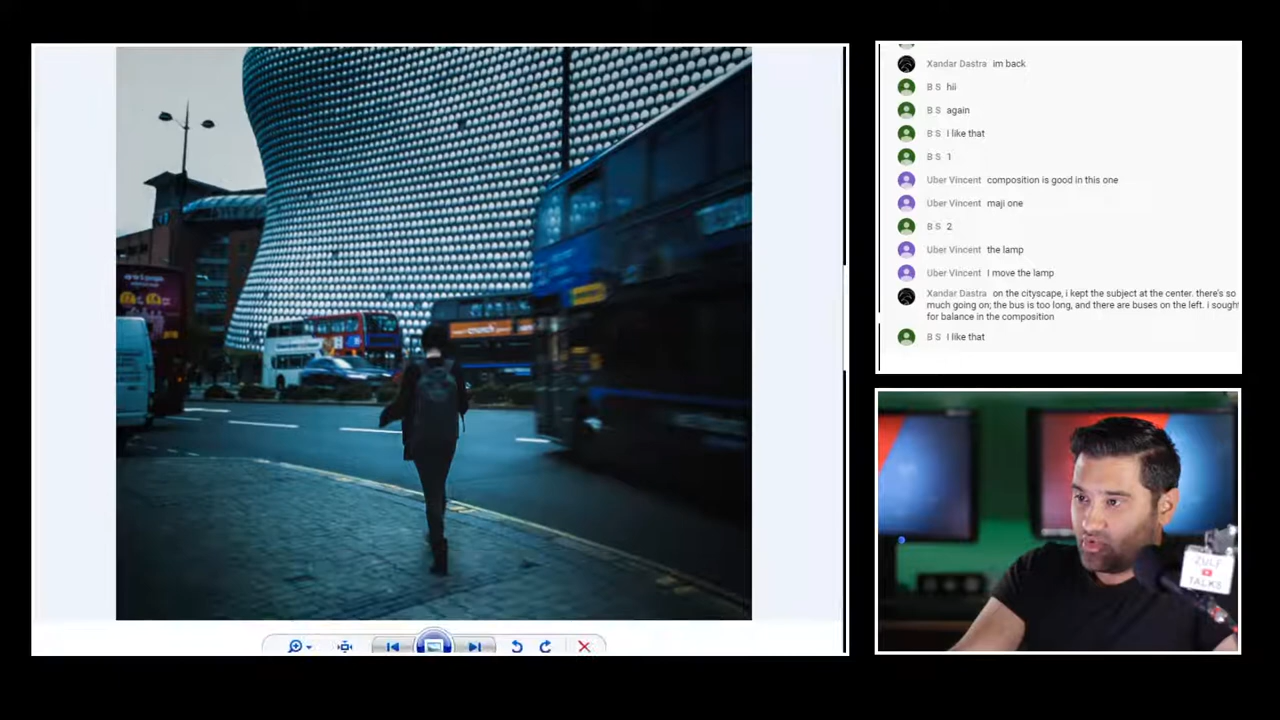 Xandar Dastra im back
B S hii
B S again
B S I like that
B S 1
Uber Vincent composition is good in this one
Uber Vincent maji one
B S 2
Uber Vincent the lamp
Uber Vincent I move the lamp
Xandar Dastra on the cityscape, i kept the subject at the center. there's so
much going on; the bus is too long, and there are buses on the left. i sought
for balance in the composition
B S I like that
ZULF
TALKS